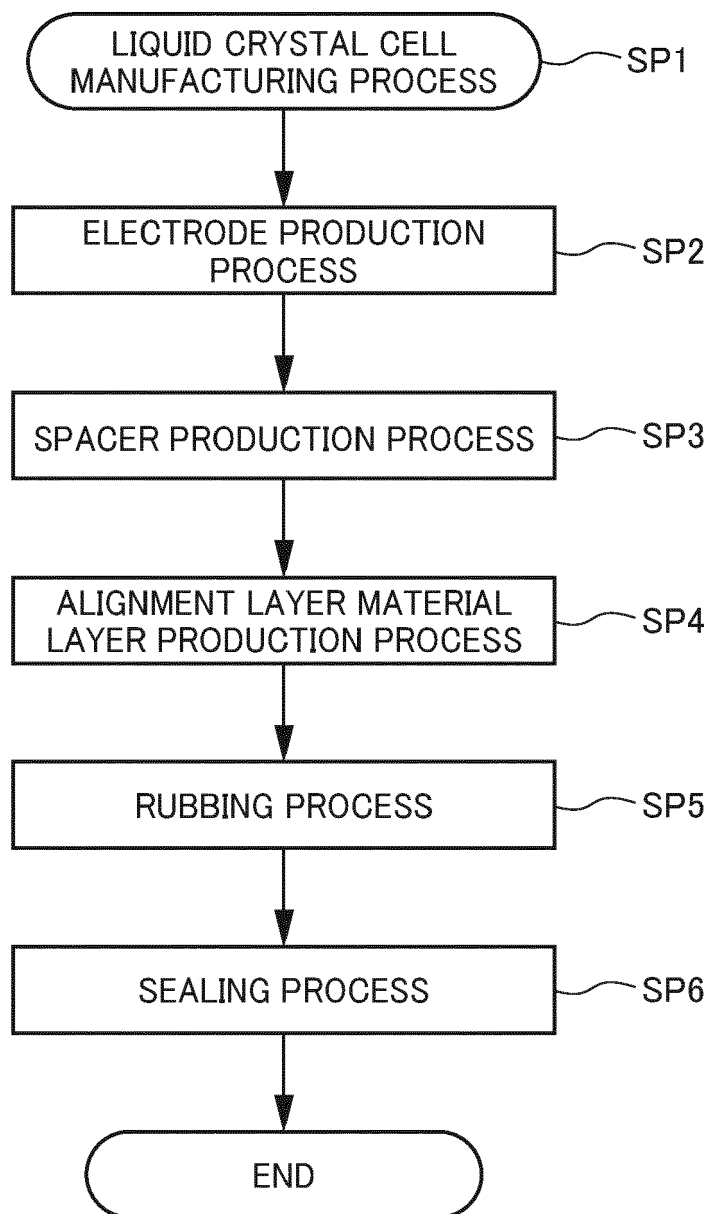 LIQUID CRYSTAL CELL
MANUFACTURING PROCESS
SP1
ELECTRODE PRODUCTION
PROCESS
SP2
SPACER PRODUCTION PROCESS
SP3
ALIGNMENT LAYER MATERIAL
LAYER PRODUCTION PROCESS
SP4
RUBBING PROCESS
SP5
SEALING PROCESS
SP6
END